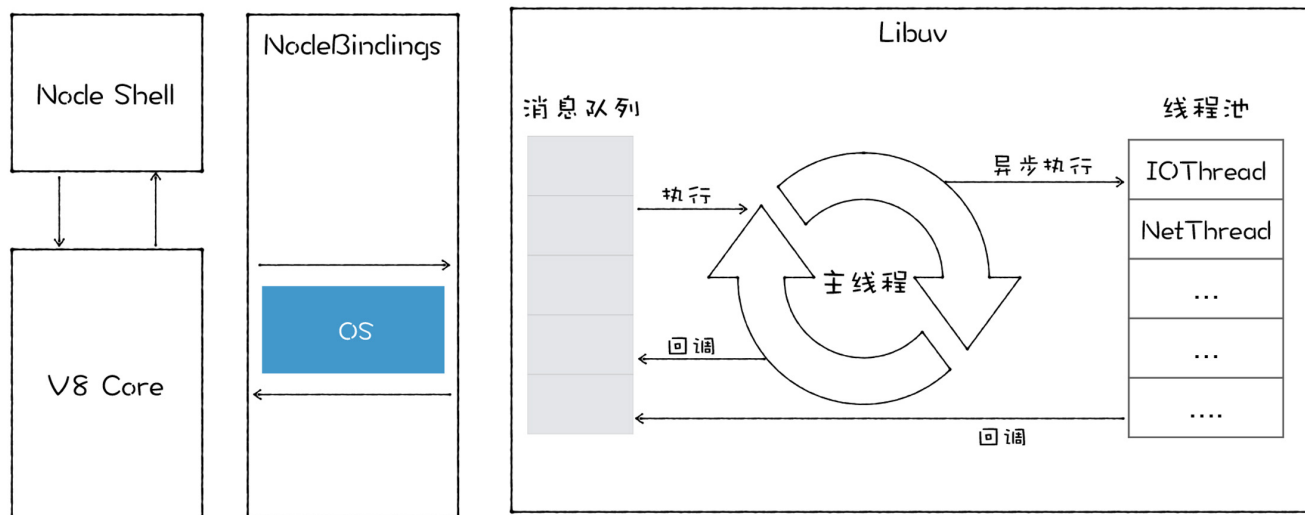 Node Shell
V8 Core
NodeBindings
OS
Libuv
消息队列
执行
回调
主线程
异步执行
回调
线程池
IOThread
NetThread
...
...
....